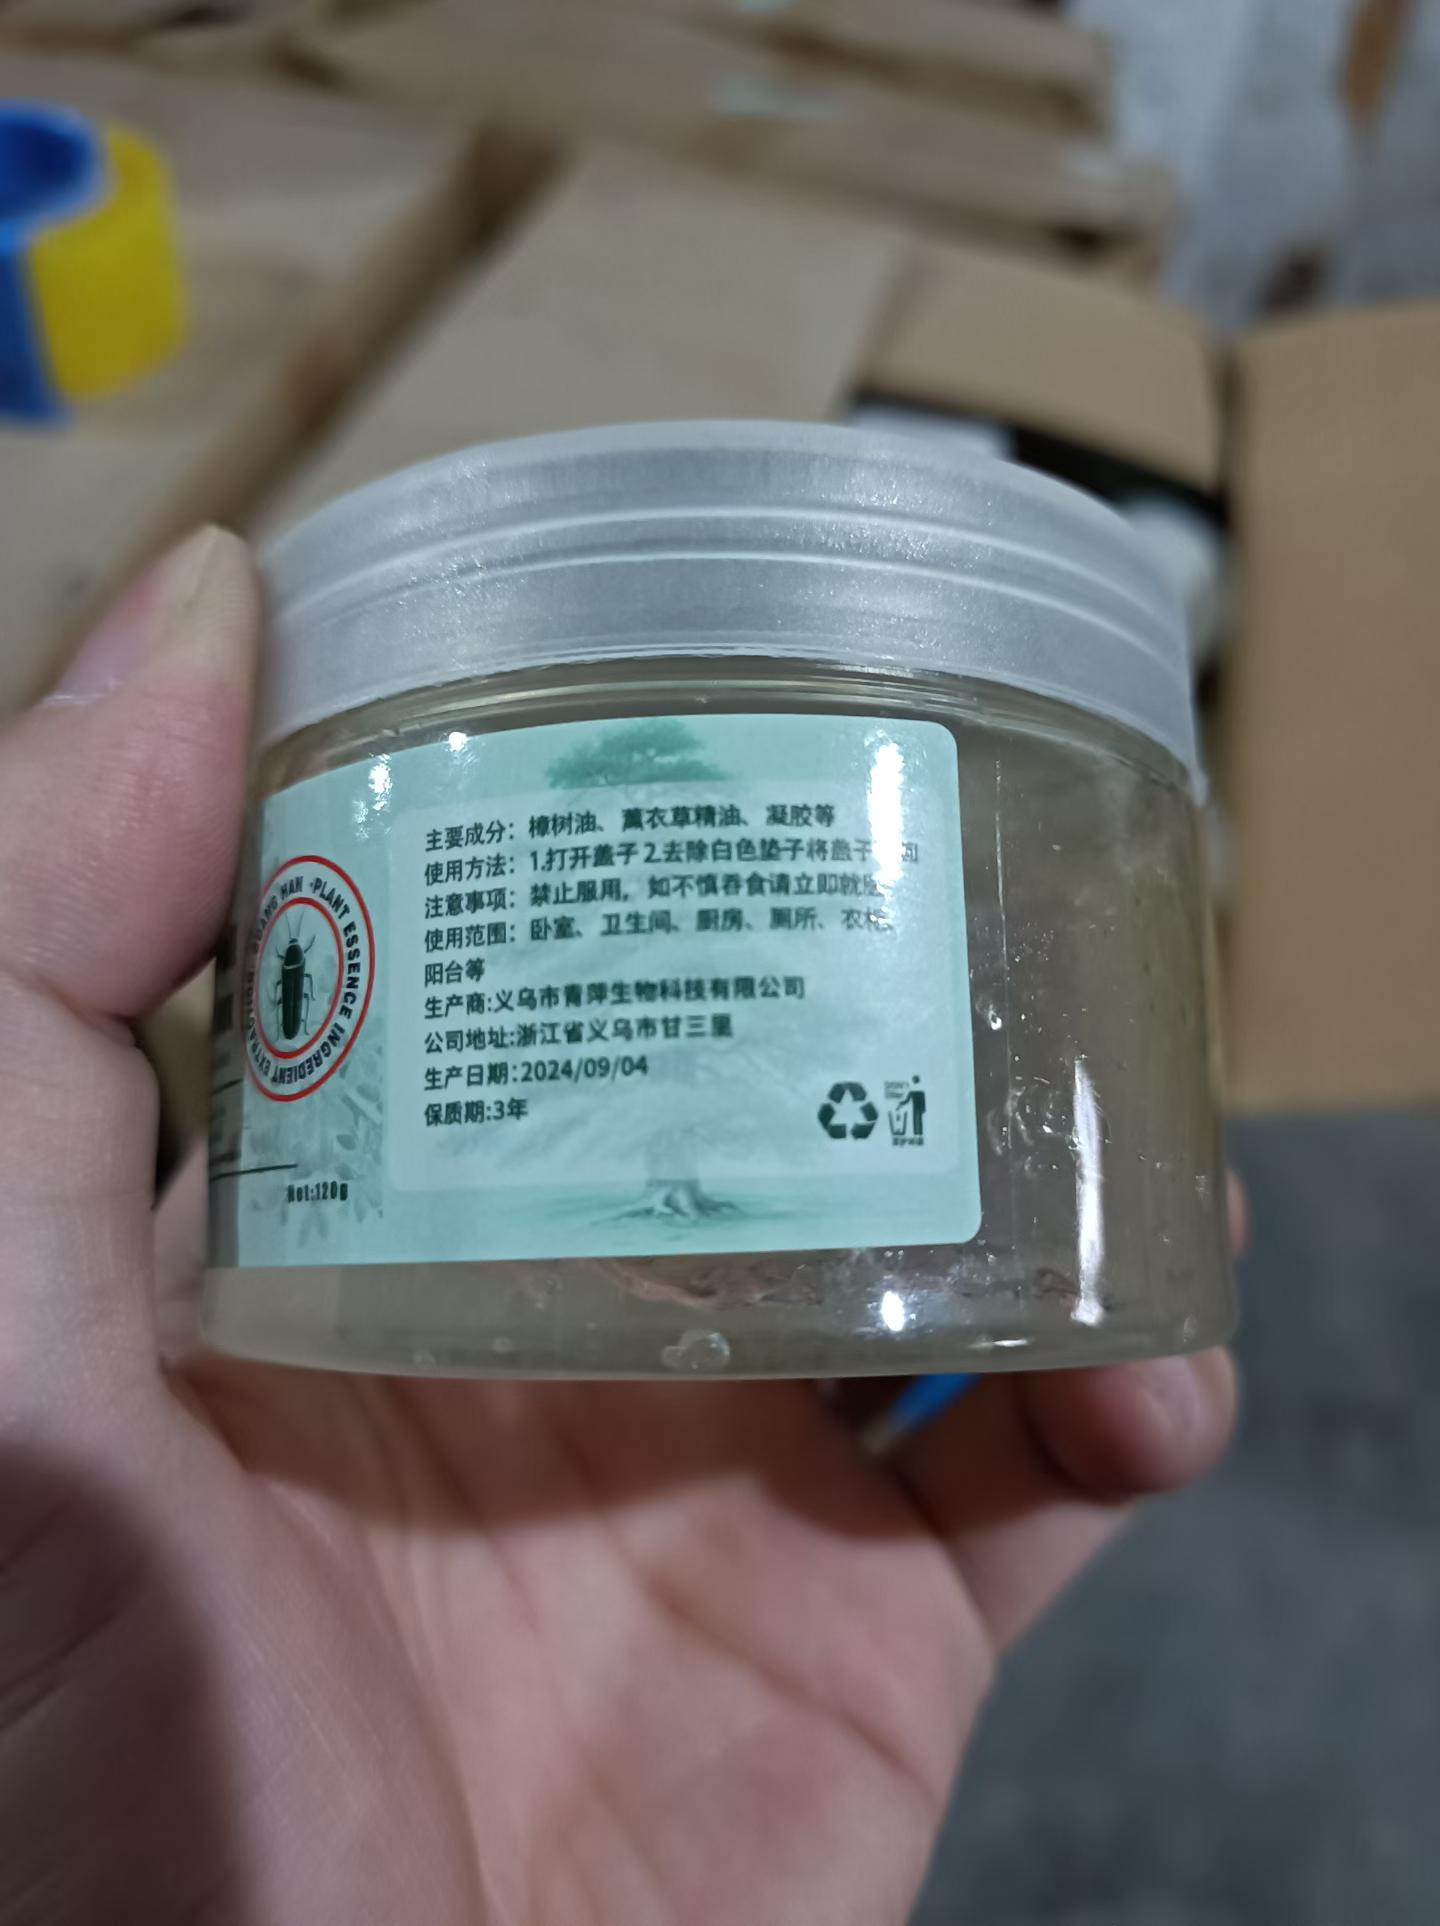 主要成分：樟树油、薰衣草精油、凝胶等
使用方法：1.打开盖子 2.去除白色垫子将盖子
注意事项：禁止服用，如不慎吞食请立即就
使用范围：卧室、卫生间、厨房、厕所、衣柜、
阳台等
生产商:义乌市青萍生物科技有限公司
公司地址:浙江省义乌市甘三里
生产日期:2024/09/04
保质期:3年
HAN ·PLANT ESSENCE INGREDIENT
Net:120g